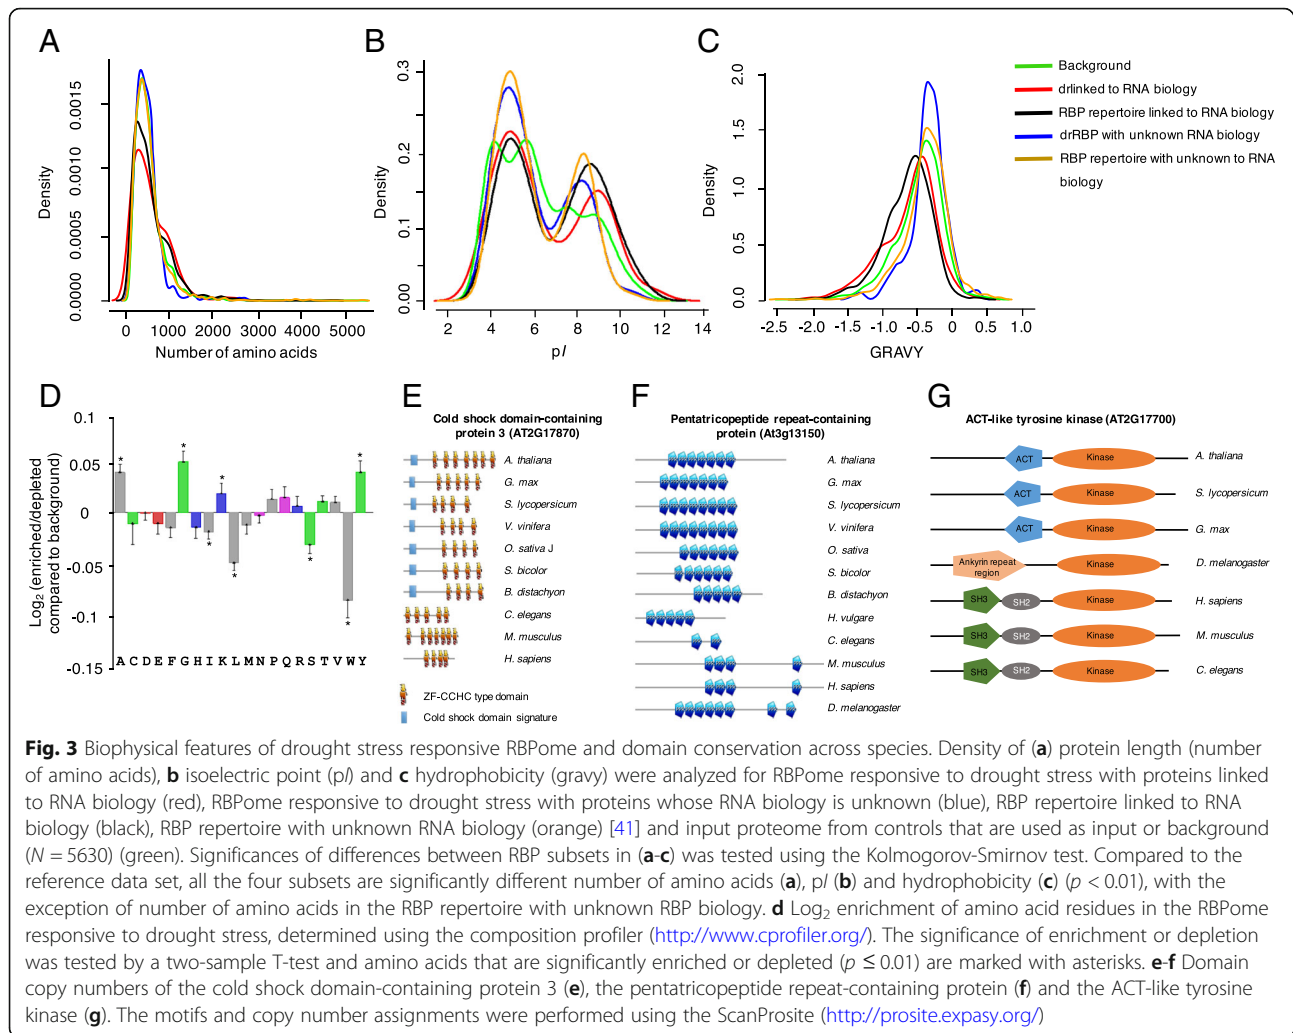 A
B
C
Density
0.0000 0.0005 0.0010 0.0015
0 1000 2000 3000 4000 5000
Number of amino acids
Density
0.00 0.1 0.2 0.3
2 4 6 8 10 12 14
pI
Density
0.0 0.5 1.0 1.5 2.0
-2.5 -2.0 -1.5 -1.0 -0.5 0 0.5 1.0
GRAVY
Background
drlinked to RNA biology
RBP repertoire linked to RNA biology
drRBP with unknown RNA biology
RBP repertoire with unknown to RNA
biology
D
Log2 (enriched/depleted
compared to background)
0.1
0.05
0
-0.05
-0.1
-0.15
* * * * * * * *
A C D E F G H I K L M N P Q R S T V W Y
E
Cold shock domain-containing
protein 3 (AT2G17870)
A. thaliana
G. max
S. lycopersicum
V. vinifera
O. sativa J
S. bicolor
B. distachyon
C. elegans
M. musculus
H. sapiens
ZF-CCHC type domain
Cold shock domain signature
F
Pentatricopeptide repeat-containing
protein (At3g13150)
A. thaliana
G. max
S. lycopersicum
V. vinifera
O. sativa
S. bicolor
B. distachyon
H. vulgare
C. elegans
M. musculus
H. sapiens
D. melanogaster
G
ACT-like tyrosine kinase (AT2G17700)
ACT Kinase A. thaliana
ACT Kinase S. lycopersicum
ACT Kinase G. max
Ankyrin repeat
region Kinase D. melanogaster
SH3 SH2 Kinase H. sapiens
SH3 SH2 Kinase M. musculus
SH3 SH2 Kinase C. elegans
Fig. 3 Biophysical features of drought stress responsive RBPome and domain conservation across species. Density of (a) protein length (number
of amino acids), b isoelectric point (pI) and c hydrophobicity (gravy) were analyzed for RBPome responsive to drought stress with proteins linked
to RNA biology (red), RBPome responsive to drought stress with proteins whose RNA biology is unknown (blue), RBP repertoire linked to RNA
biology (black), RBP repertoire with unknown RNA biology (orange) [41] and input proteome from controls that are used as input or background
(N = 5630) (green). Significances of differences between RBP subsets in (a-c) was tested using the Kolmogorov-Smirnov test. Compared to the
reference data set, all the four subsets are significantly different number of amino acids (a), pI (b) and hydrophobicity (c) (p < 0.01), with the
exception of number of amino acids in the RBP repertoire with unknown RBP biology. d Log2 enrichment of amino acid residues in the RBPome
responsive to drought stress, determined using the composition profiler (http://www.cprofiler.org/). The significance of enrichment or depletion
was tested by a two-sample T-test and amino acids that are significantly enriched or depleted (p ≤ 0.01) are marked with asterisks. e-f Domain
copy numbers of the cold shock domain-containing protein 3 (e), the pentatricopeptide repeat-containing protein (f) and the ACT-like tyrosine
kinase (g). The motifs and copy number assignments were performed using the ScanProsite (http://prosite.expasy.org/)